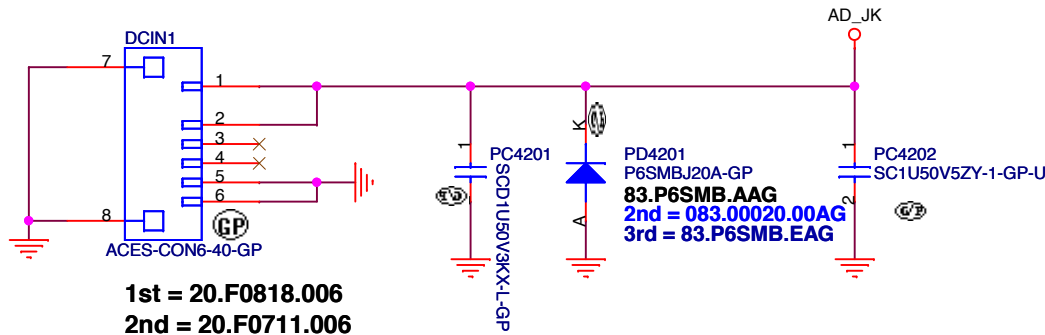 AD_JK
DCIN1
7
1
2
3
4
5
6
8
GP
ACES-CON6-40-GP
1st = 20.F0818.006
2nd = 20.F0711.006
1
PC4201
SCD1U50V3KX-L-GP
K
A
PD4201
P6SMBJ20A-GP
83.P6SMB.AAG
2nd = 083.00020.00AG
3rd = 83.P6SMB.EAG
1
2
PC4202
SC1U50V5ZY-1-GP-U